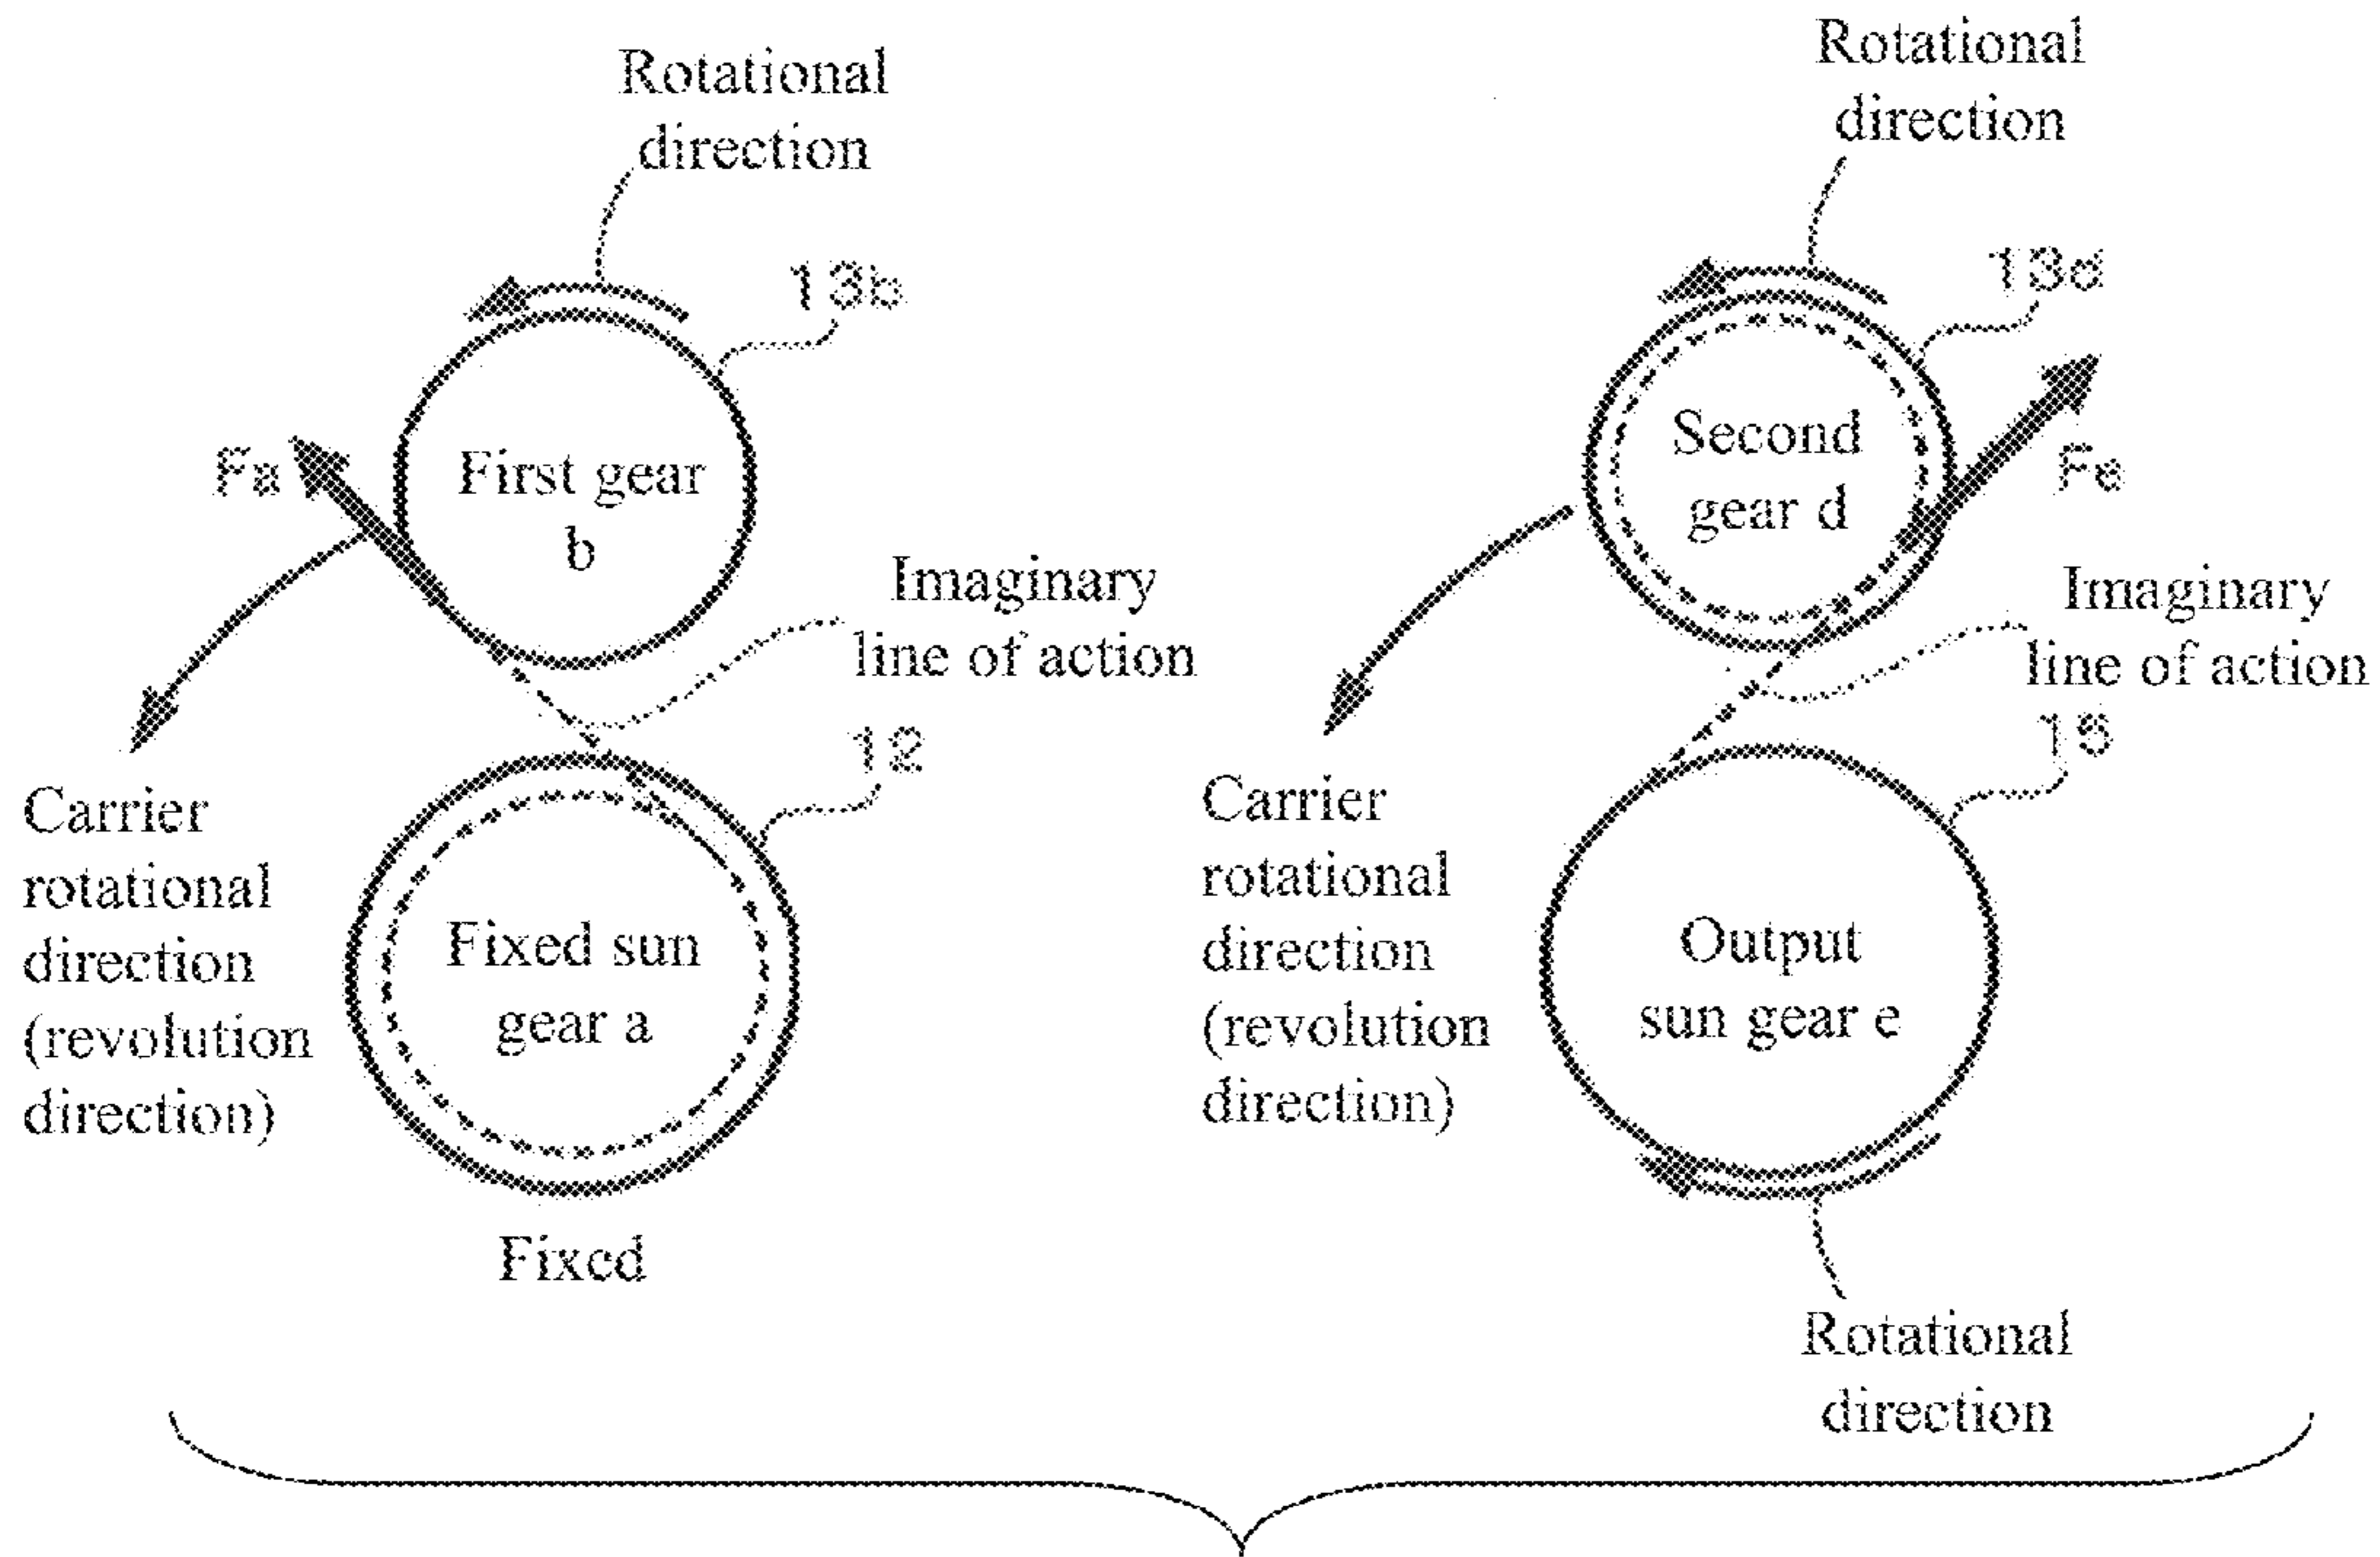 Rotational
direction
13b
Fa
First gear
b
Imaginary
line of action
12
Carrier
rotational
direction
(revolution
direction)
Fixed sun
gear a
Fixed
Rotational
direction
13d
Second
gear d
Fe
Imaginary
line of action
Carrier
rotational
direction
(revolution
direction)
Output
sun gear e
Rotational
direction